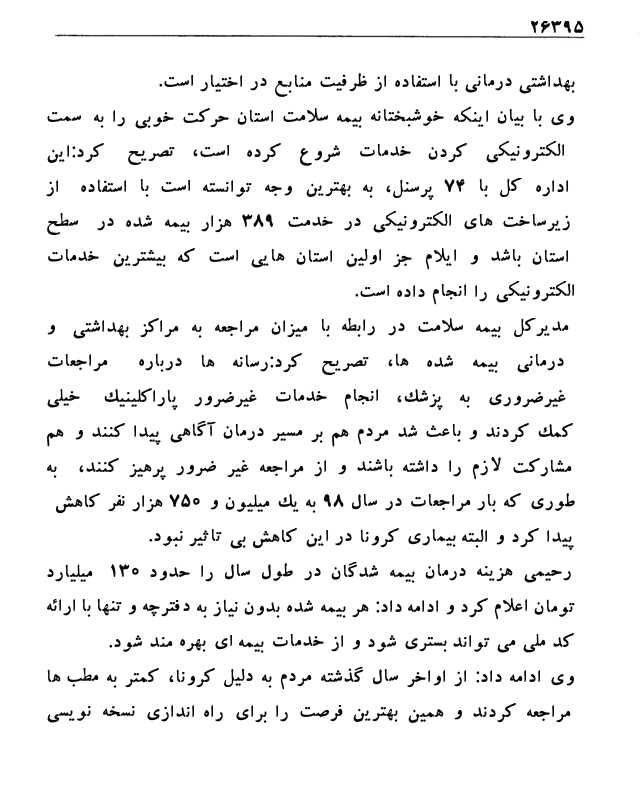 ۲۶۳۹۵
بهداشتی درمانی با استفاده از ظرفیت منابع در اختیار است.
وی با بیان اینکه خوشبختانه بیمه سلامت استان حرکت خوبی را به سمت
الکترونیکی کردن خدمات شروع کرده است، تصریح کرد:این
اداره کل با ۷۴ پرسنل، به بهترین وجه توانسته است با استفاده از
زیرساخت های الکترونیکی در خدمت ۳۸۹ هزار بیمه شده در سطح
استان باشد و ایلام جز اولین استان هایی است که بیشترین خدمات
الکترونیکی را انجام داده است.
مدیرکل بیمه سلامت در رابطه با میزان مراجعه به مراکز بهداشتی و
درمانی بیمه شده ها، تصریح کرد:رسانه ها درباره مراجعات
غیرضروری به پزشك، انجام خدمات غیرضرور پاراکلینیك خیلی
کمك کردند و باعث شد مردم هم بر مسیر درمان آگاهی پیدا کنند و هم
مشارکت لازم را داشته باشند و از مراجعه غیر ضرور پرهیز کنند، به
طوری که بار مراجعات در سال ۹۸ به یك میلیون و ۷۵۰ هزار نفر کاهش
پیدا کرد و البته بیماری کرونا در این کاهش بی تاثیر نبود.
رحیمی هزینه درمان بیمه شدگان در طول سال را حدود ۱۳۰ میلیارد
تومان اعلام کرد و ادامه داد: هر بیمه شده بدون نیاز به دفترچه و تنها با ارائه
کد ملی می تواند بستری شود و از خدمات بیمه ای بهره مند شود.
وی ادامه داد: از اواخر سال گذشته مردم به دلیل کرونا، کمتر به مطب ها
مراجعه کردند و همین بهترین فرصت را برای راه اندازی نسخه نویسی